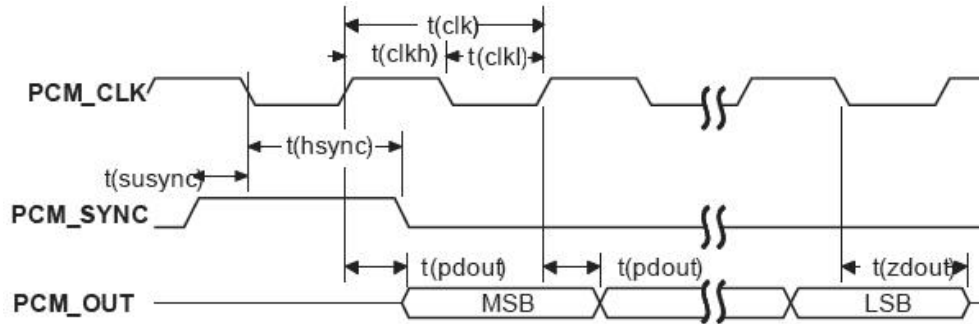 t(clk)
t(clkh) t(clkl)
PCM_CLK
t(hsync)
t(susync)
PCM_SYNC
t(pdout) t(pdout) t(zdout)
PCM_OUT MSB LSB